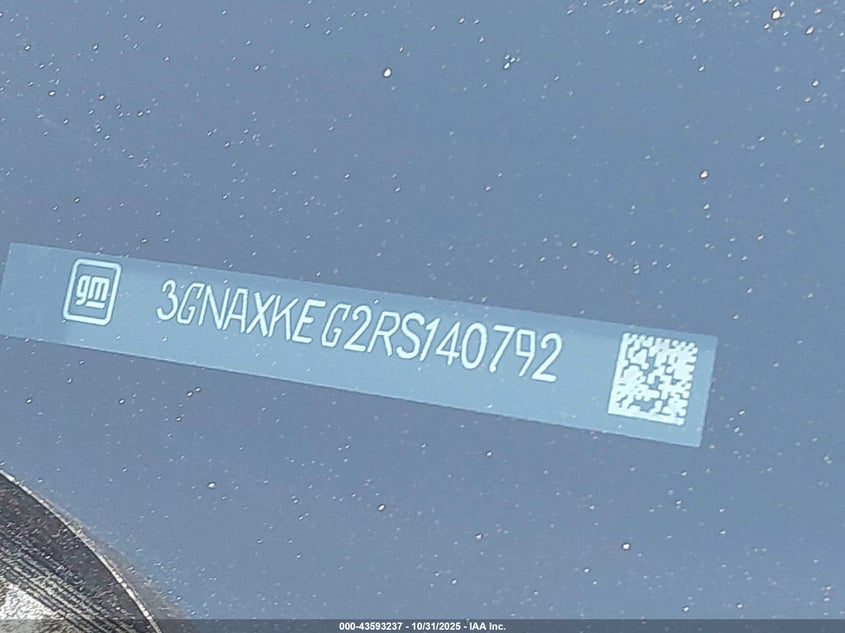 gm 3GNAXKEG2RS140792
000-43593237 - 10/31/2025 - IAA Inc.